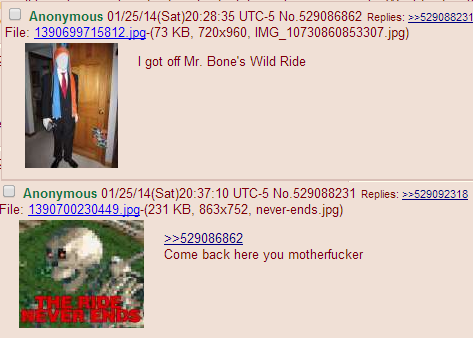 Anonymous 01/25/14(Sat)20:28:35 UTC-5 No.529086862 Replies: >>529088231
File: 1390699715812.jpg-(73 KB, 720x960, IMG_10730860853307.jpg)
I got off Mr. Bone's Wild Ride
Anonymous 01/25/14(Sat)20:37:10 UTC-5 No.529088231 Replies: >>529092318
File: 1390700230449.jpg-(231 KB, 863x752, never-ends.jpg)
>>529086862
Come back here you motherfucker
THE RIDE
NEVER ENDS